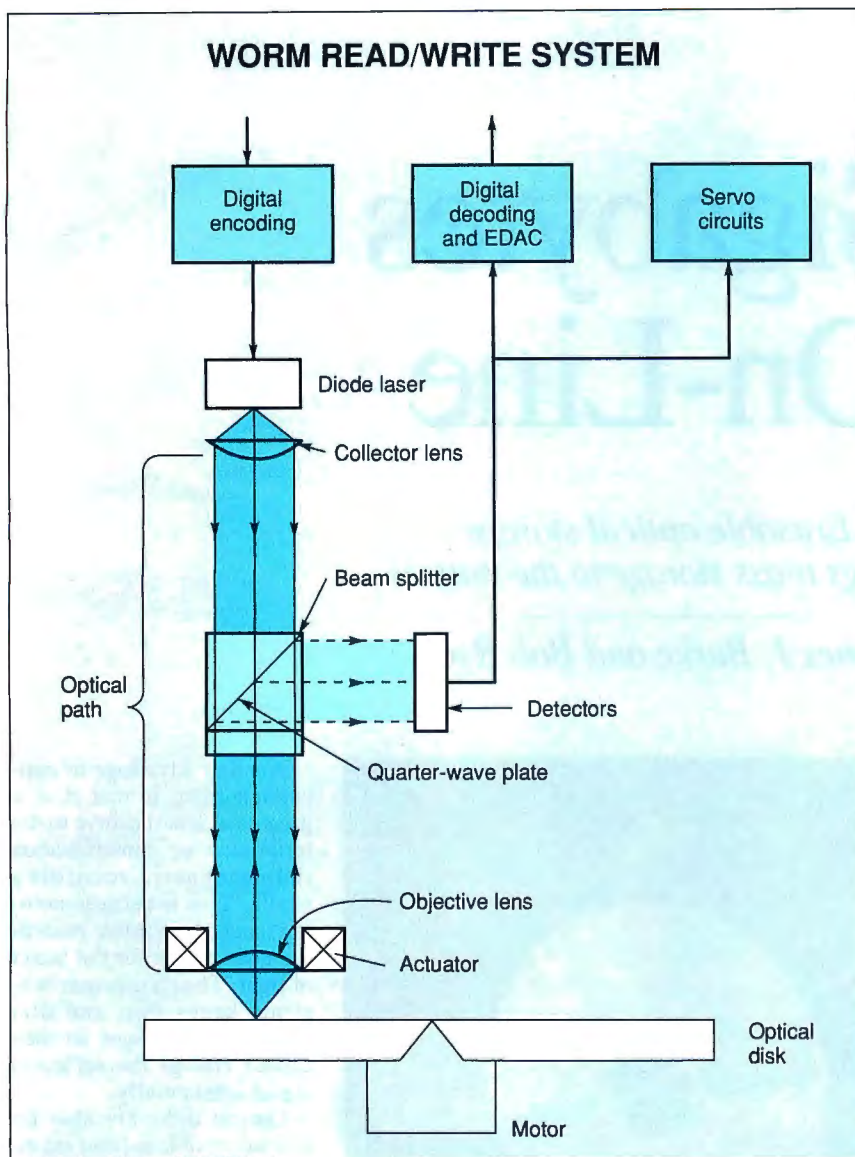 WORM READ/WRITE SYSTEM
Digital
encoding
Digital
decoding
and EDAC
Servo
circuits
Diode laser
Collector lens
Beam splitter
Optical
path
Detectors
Quarter-wave plate
Objective lens
Actuator
Optical
disk
Motor